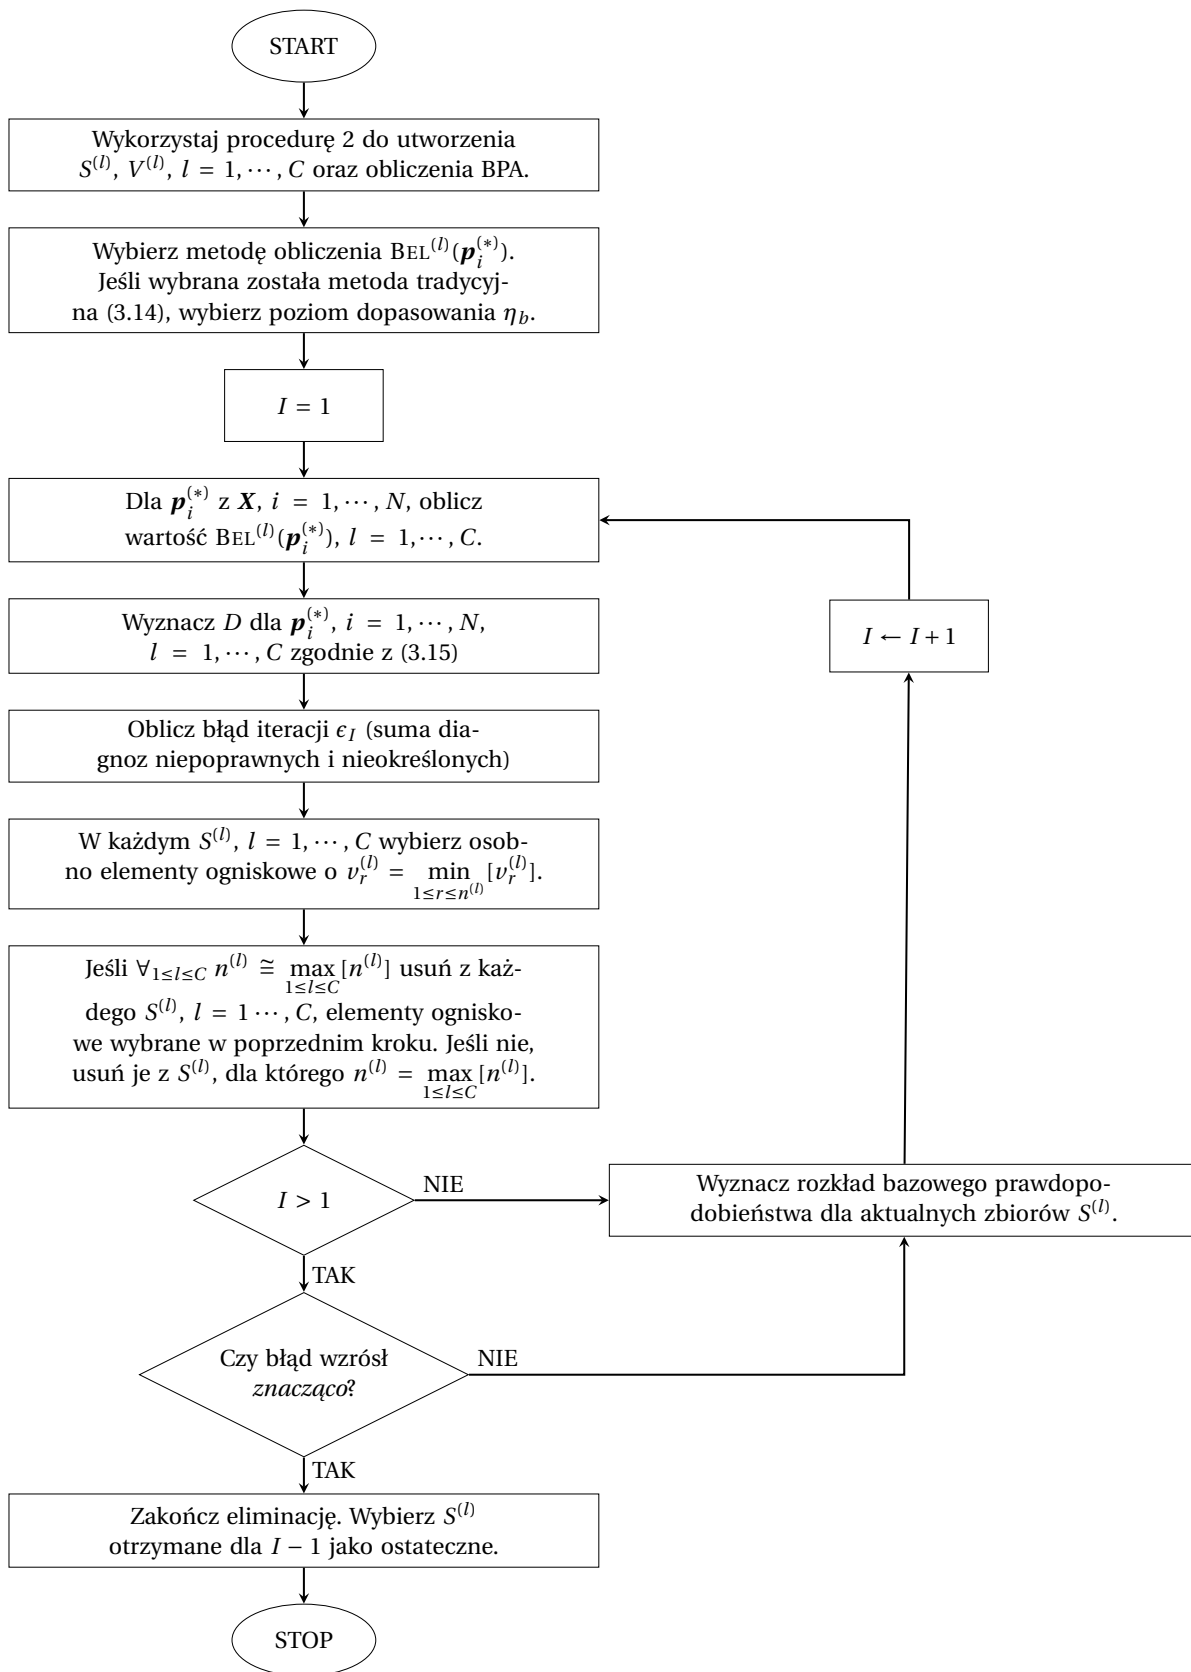 START
Wykorzystaj procedurę 2 do utworzenia
S^{(l)}, V^{(l)}, l = 1, ⋯, C oraz obliczenia BPA.
Wybierz metodę obliczenia BEL^{(l)}(p_i^{(*)}).
Jeśli wybrana została metoda tradycyj-
na (3.14), wybierz poziom dopasowania η_b.
I = 1
Dla p_i^{(*)} z X, i = 1, ⋯, N, oblicz
wartość BEL^{(l)}(p_i^{(*)}), l = 1, ⋯, C.
Wyznacz D dla p_i^{(*)}, i = 1, ⋯, N,
l = 1, ⋯, C zgodnie z (3.15)
I ← I + 1
Oblicz błąd iteracji ϵ_I (suma dia-
gnoz niepoprawnych i nieokreślonych)
W każdym S^{(l)}, l = 1, ⋯, C wybierz osob-
no elementy ogniskowe o v_r^{(l)} = min_{1≤r≤n^{(l)}} [v_r^{(l)}].
Jeśli ∀_{1≤l≤C} n^{(l)} ≅ max_{1≤l≤C} [n^{(l)}] usuń z każ-
dego S^{(l)}, l = 1 ⋯, C, elementy ognisko-
we wybrane w poprzednim kroku. Jeśli nie,
usuń je z S^{(l)}, dla którego n^{(l)} = max_{1≤l≤C} [n^{(l)}].
I > 1
NIE
Wyznacz rozkład bazowego prawdopo-
dobieństwa dla aktualnych zbiorów S^{(l)}.
TAK
Czy błąd wzrósł
znacząco?
NIE
TAK
Zakończ eliminację. Wybierz S^{(l)}
otrzymane dla I − 1 jako ostateczne.
STOP